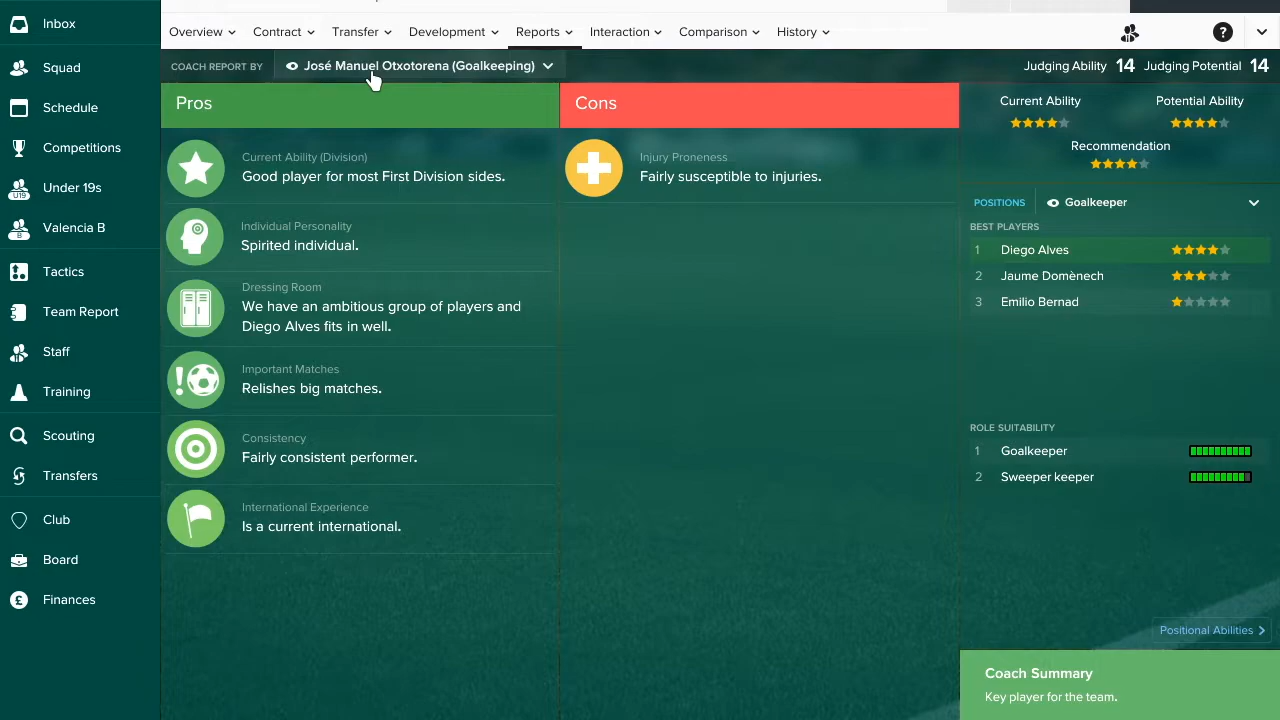 Inbox
Squad
Schedule
Competitions
Under 19s
U19
Valencia B
B
Tactics
Team Report
Staff
Training
Scouting
Transfers
Club
Board
Finances
Overview
Contract
Transfer
Development
Reports
Interaction
Comparison
History
?
COACH REPORT BY
José Manuel Otxotorena (Goalkeeping)
Judging Ability 14 Judging Potential 14
Pros
Current Ability (Division)
Good player for most First Division sides.
Individual Personality
Spirited individual.
Dressing Room
We have an ambitious group of players and
Diego Alves fits in well.
Important Matches
Relishes big matches.
Consistency
Fairly consistent performer.
International Experience
Is a current international.
Cons
Injury Proneness
Fairly susceptible to injuries.
Current Ability
Potential Ability
Recommendation
POSITIONS Goalkeeper
BEST PLAYERS
1 Diego Alves
2 Jaume Domènech
3 Emilio Bernad
ROLE SUITABILITY
1 Goalkeeper
2 Sweeper keeper
Positional Abilities
Coach Summary
Key player for the team.